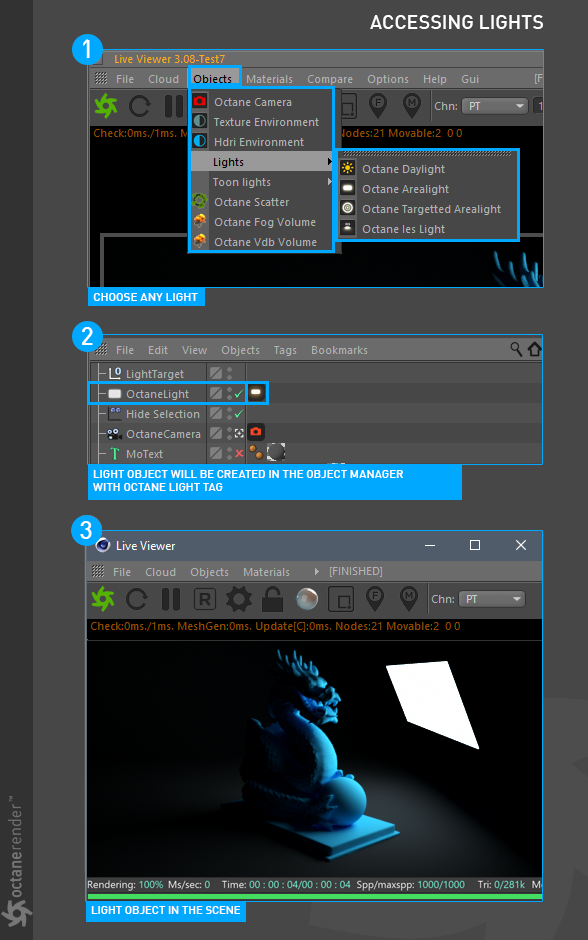 ACCESSING LIGHTS
1
Live Viewer 3.08-Test7
File Cloud Objects Materials Compare Options Help Gui [F
Chn: PT 1
Check:0ms./1ms. M
Nodes:21 Movable:2 0 0
Octane Camera
Texture Environment
Hdri Environment
Lights
Toon lights
Octane Scatter
Octane Fog Volume
Octane Vdb Volume
Octane Daylight
Octane Arealight
Octane Targetted Arealight
Octane Ies Light
CHOOSE ANY LIGHT
2
File Edit View Objects Tags Bookmarks
LightTarget
OctaneLight
Hide Selection
OctaneCamera
MoText
LIGHT OBJECT WILL BE CREATED IN THE OBJECT MANAGER
WITH OCTANE LIGHT TAG
3
Live Viewer
File Cloud Objects Materials [FINISHED]
R F M Chn: PT
Check:0ms./1ms. MeshGen:0ms. Update[C]:0ms. Nodes:21 Movable:2 0 0
Rendering: 100% Ms/sec: 0 Time: 00 : 00 : 04/00 : 00 : 04 Spp/maxspp: 1000/1000 Tri: 0/281k M
LIGHT OBJECT IN THE SCENE
octanerender™